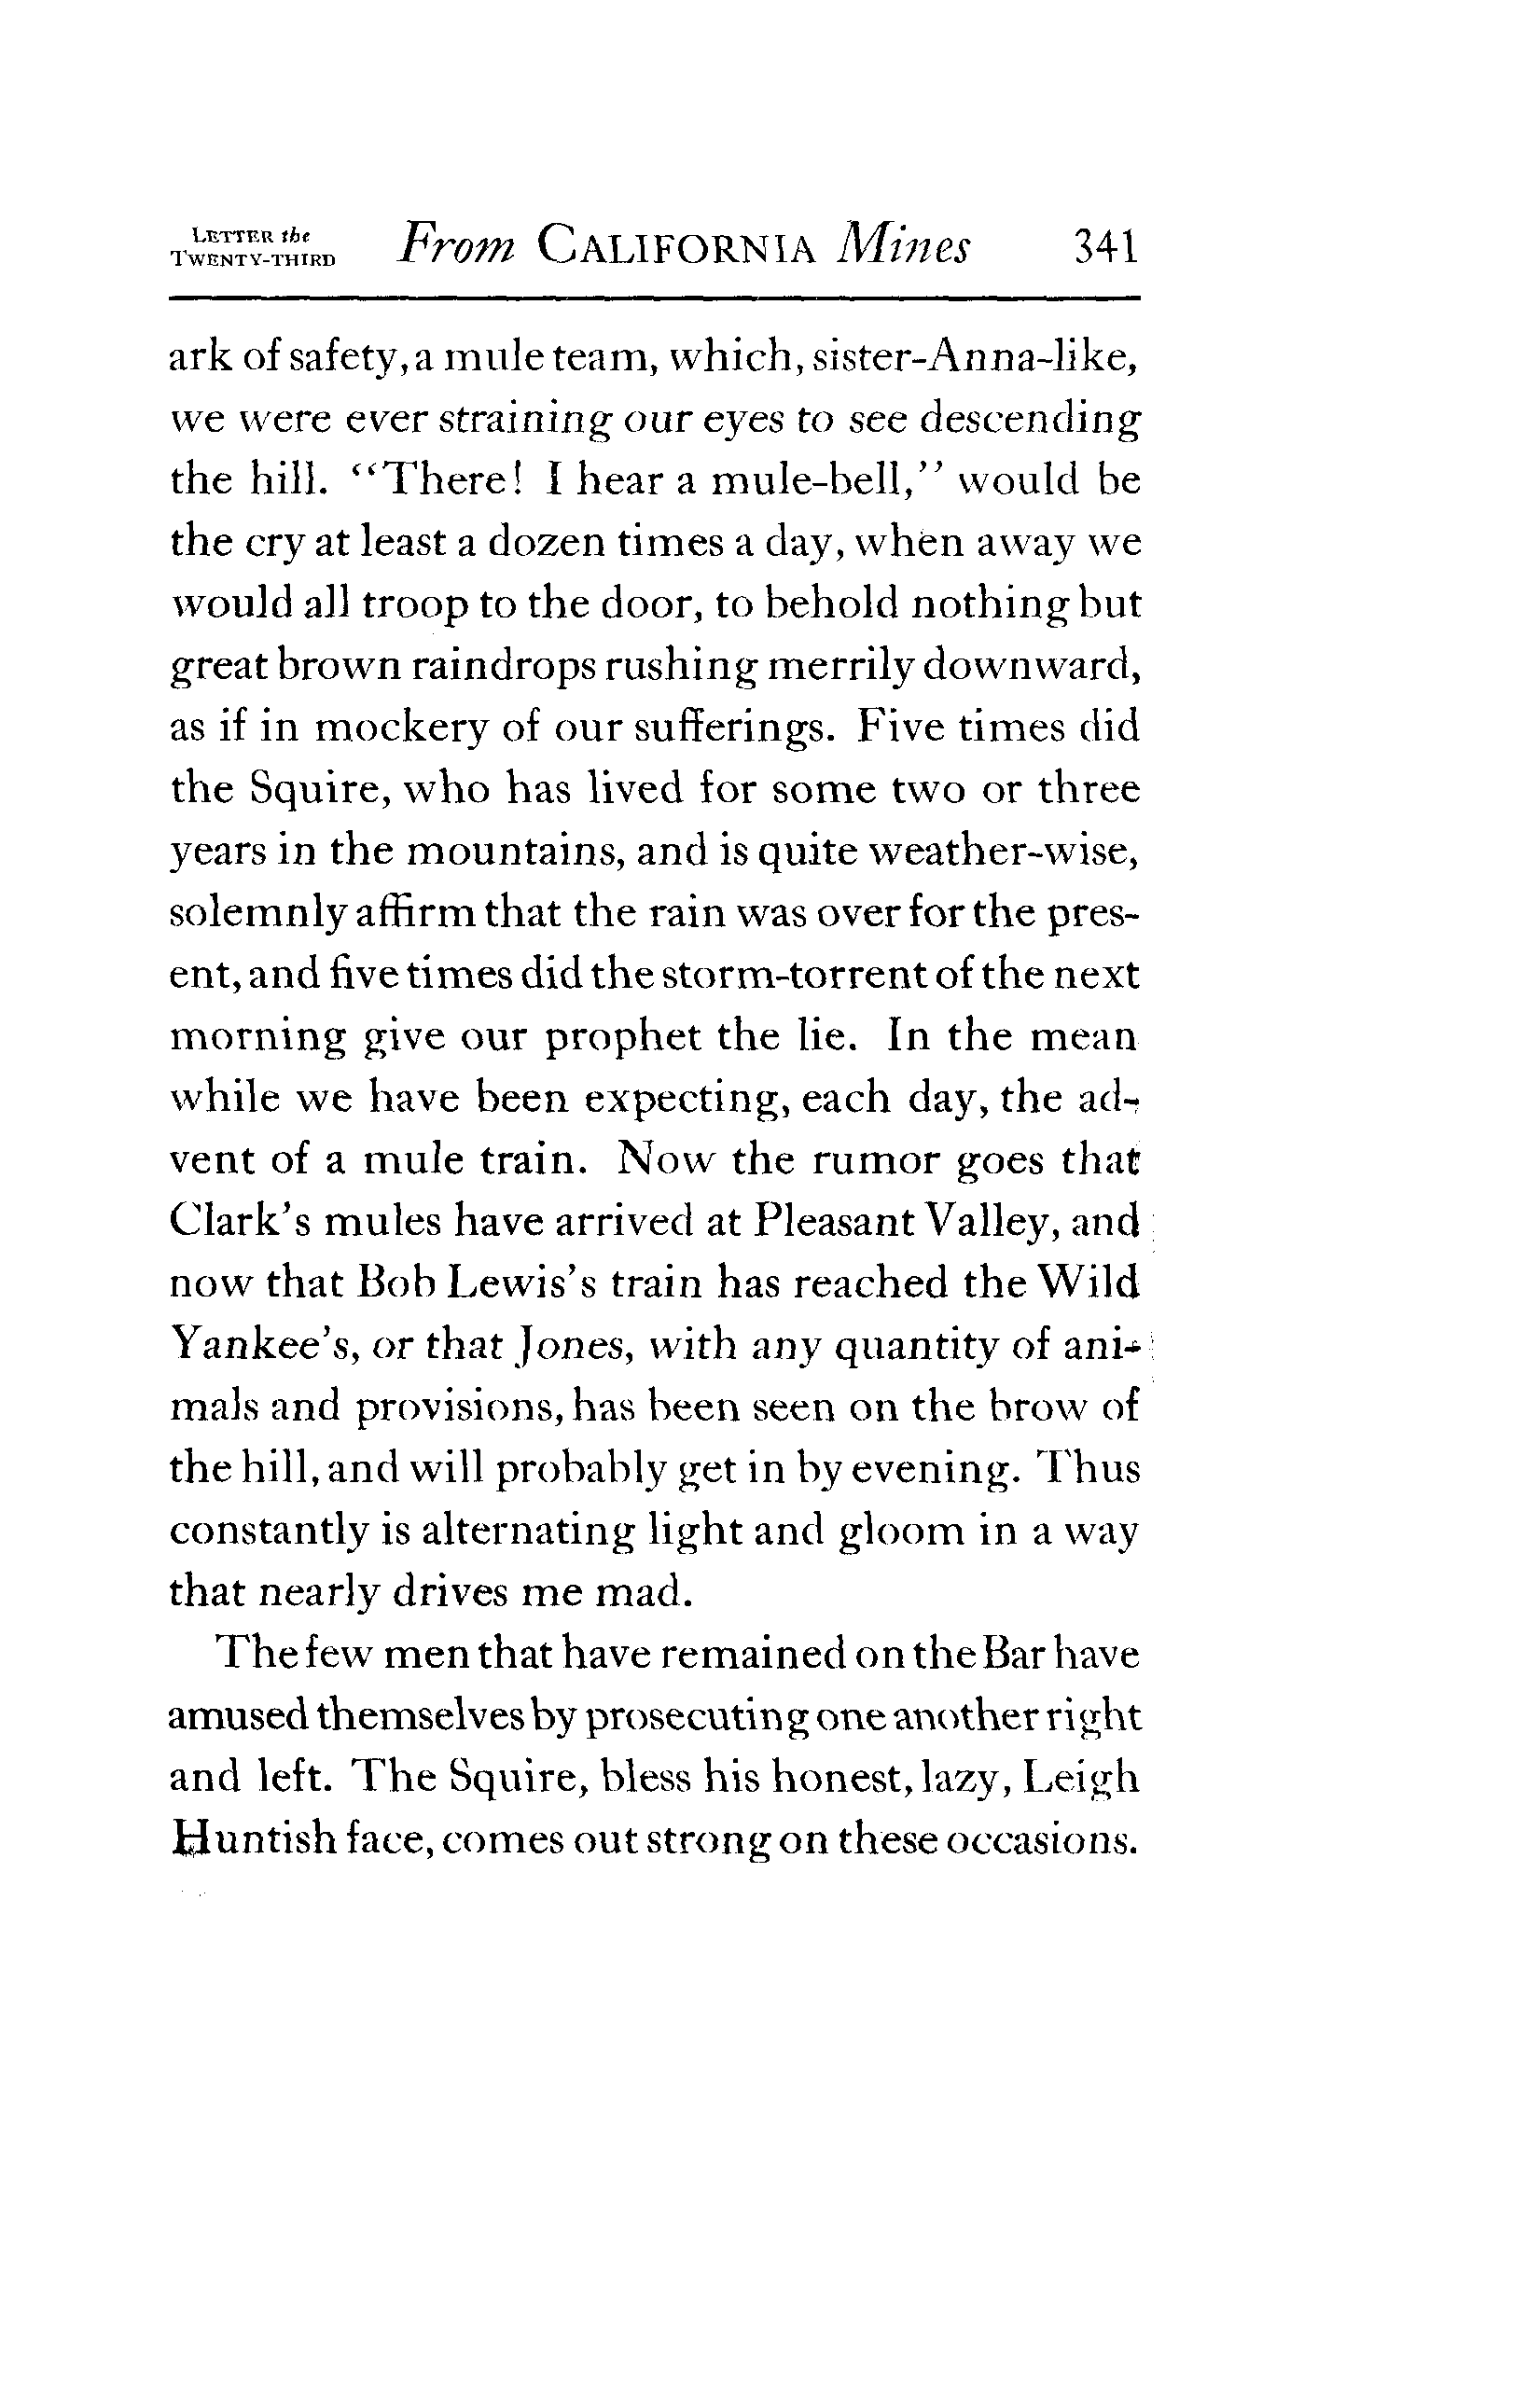 LETTER the
TWENTY-THIRD From CALIFORNIA Mines 341
ark of safety, a mule team, which, sister-Anna-like,
we were ever straining our eyes to see descending
the hill. “There! I hear a mule-bell,” would be
the cry at least a dozen times a day, when away we
would all troop to the door, to behold nothing but
great brown raindrops rushing merrily downward,
as if in mockery of our sufferings. Five times did
the Squire, who has lived for some two or three
years in the mountains, and is quite weather-wise,
solemnly affirm that the rain was over for the pres-
ent, and five times did the storm-torrent of the next
morning give our prophet the lie. In the mean
while we have been expecting, each day, the ad-
vent of a mule train. Now the rumor goes that
Clark’s mules have arrived at Pleasant Valley, and
now that Bob Lewis’s train has reached the Wild
Yankee’s, or that Jones, with any quantity of ani-
mals and provisions, has been seen on the brow of
the hill, and will probably get in by evening. Thus
constantly is alternating light and gloom in a way
that nearly drives me mad.
The few men that have remained on the Bar have
amused themselves by prosecuting one another right
and left. The Squire, bless his honest, lazy, Leigh
Huntish face, comes out strong on these occasions.